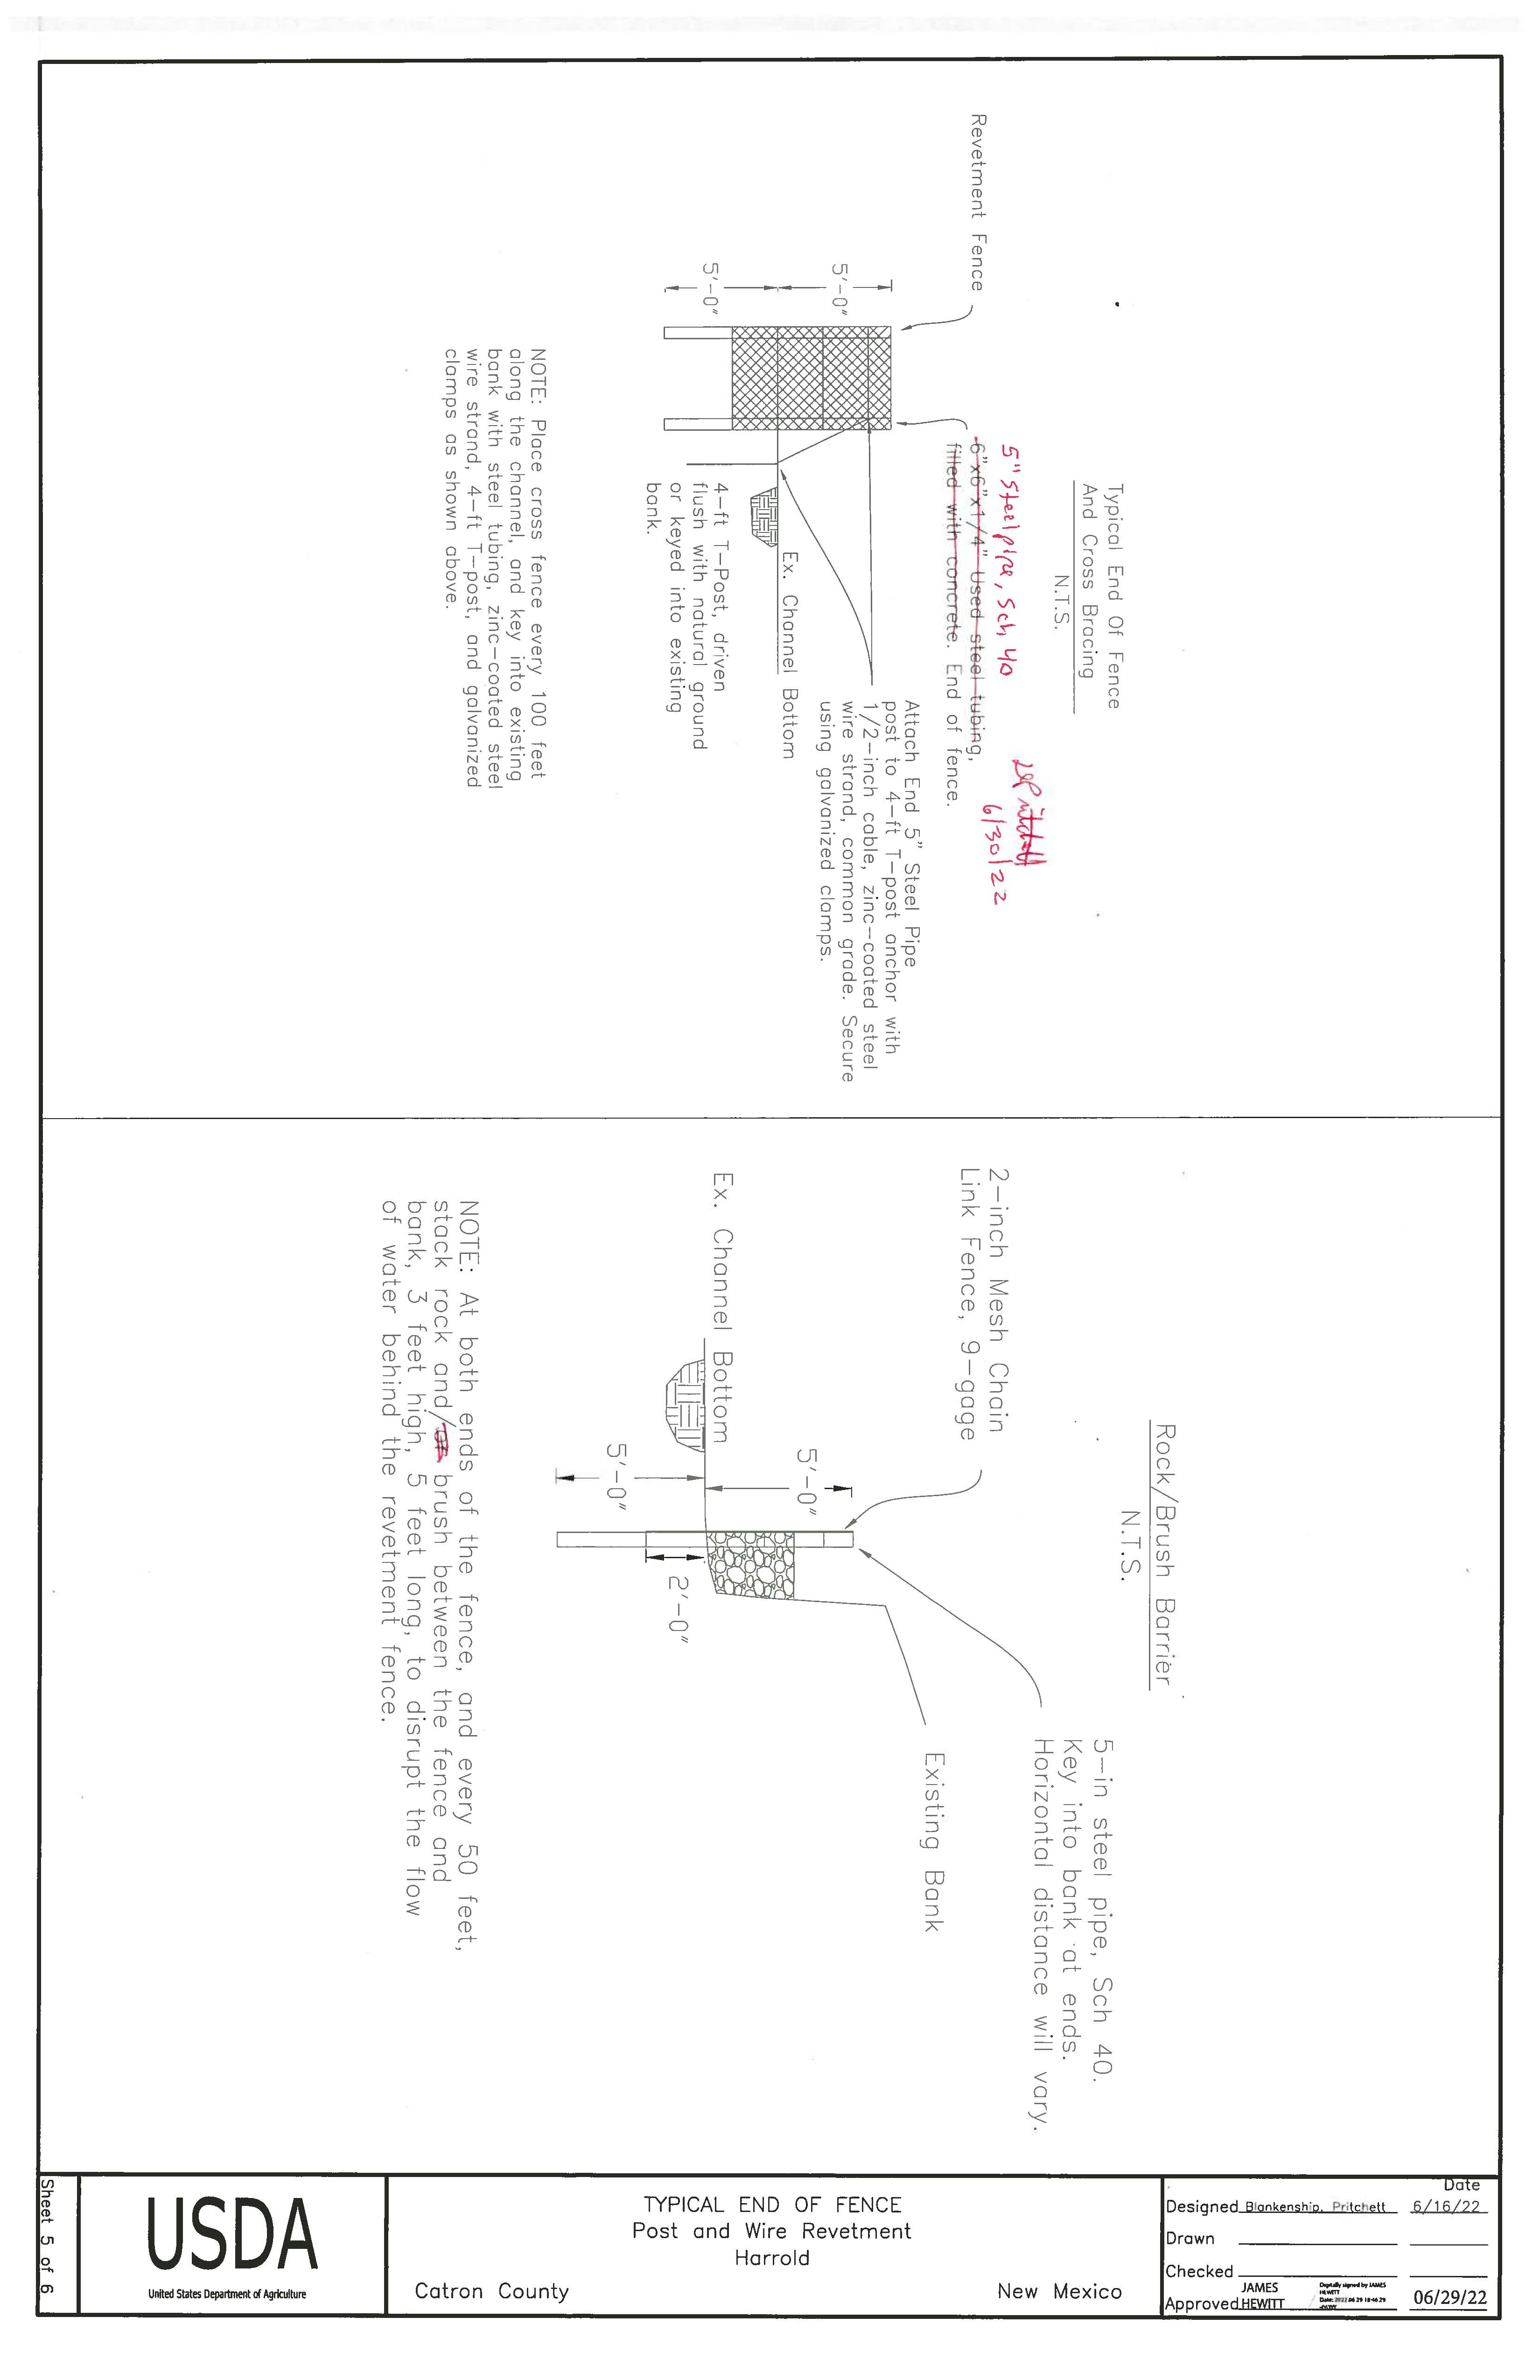 Typical End Of Fence
And Cross Bracing
N.T.S.
Revetment Fence
5" Steel pipe, Sch, 40
6/30/22
6"x6"x1/4" Used steel tubing,
filled with concrete. End of fence.
5'-0"
5'-0"
Attach End 5" Steel Pipe
post to 4-ft T-post anchor with
1/2-inch cable, zinc-coated steel
wire strand, common grade. Secure
using galvanized clamps.
Ex. Channel Bottom
4-ft T-Post, driven
flush with natural ground
or keyed into existing
bank.
NOTE: Place cross fence every 100 feet
along the channel, and key into existing
bank with steel tubing, zinc-coated steel
wire strand, 4-ft T-post, and galvanized
clamps as shown above.
Rock/Brush Barrier
N.T.S.
2-inch Mesh Chain
Link Fence, 9-gage
5-in steel pipe, Sch 40.
Key into bank at ends.
Horizontal distance will vary.
Existing Bank
Ex. Channel Bottom
5'-0"
5'-0"
2'-0"
NOTE: At both ends of the fence, and every 50 feet,
stack rock and/or brush between the fence and
bank, 3 feet high, 5 feet long, to disrupt the flow
of water behind the revetment fence.
Sheet 5 of 6
USDA
United States Department of Agriculture
TYPICAL END OF FENCE
Post and Wire Revetment
Harrold
Catron County
New Mexico
Date
Designed Blankenship, Pritchett 6/16/22
Drawn
Checked
Approved JAMES HEWITT
Digitally signed by JAMES
HEWITT
06/29/22